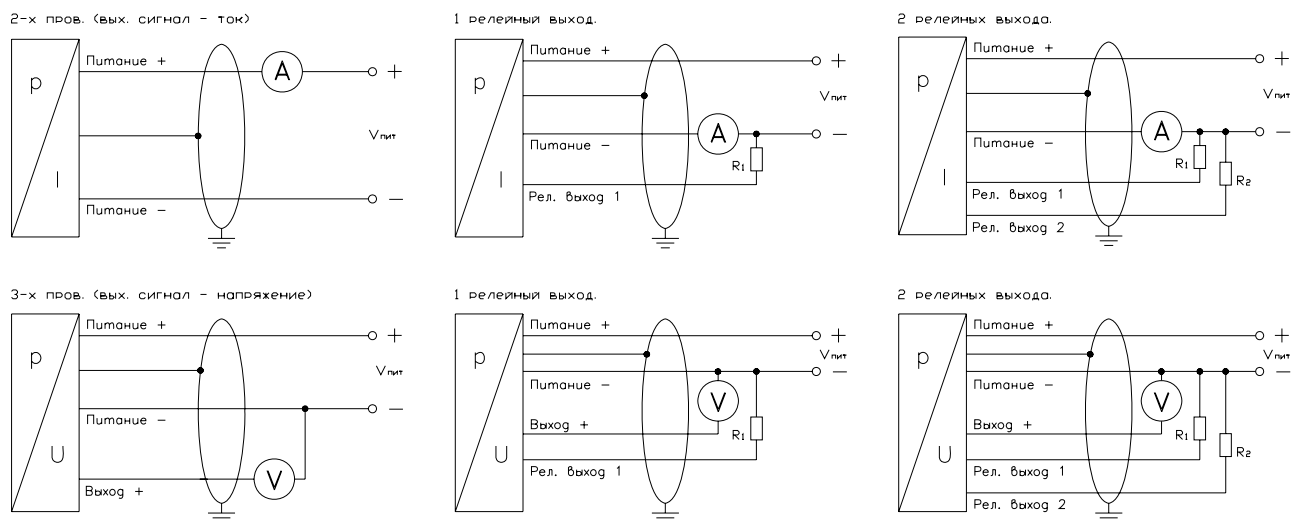 2-х пров. (вых. сигнал - ток)
p
I
Питание +
A
+
Vпит
Питание -
-
1 релейный выход.
p
I
Питание +
+
Vпит
A
-
Питание -
R1
Рел. выход 1
2 релейных выхода.
p
I
Питание +
+
Vпит
A
-
Питание -
R1
R2
Рел. выход 1
Рел. выход 2
3-х пров. (вых. сигнал - напряжение)
p
U
Питание +
+
Vпит
Питание -
-
V
Выход +
1 релейный выход.
p
U
Питание +
+
Vпит
-
Питание -
V
Выход +
R1
Рел. выход 1
2 релейных выхода.
p
U
Питание +
+
Vпит
-
Питание -
V
Выход +
R1
R2
Рел. выход 1
Рел. выход 2